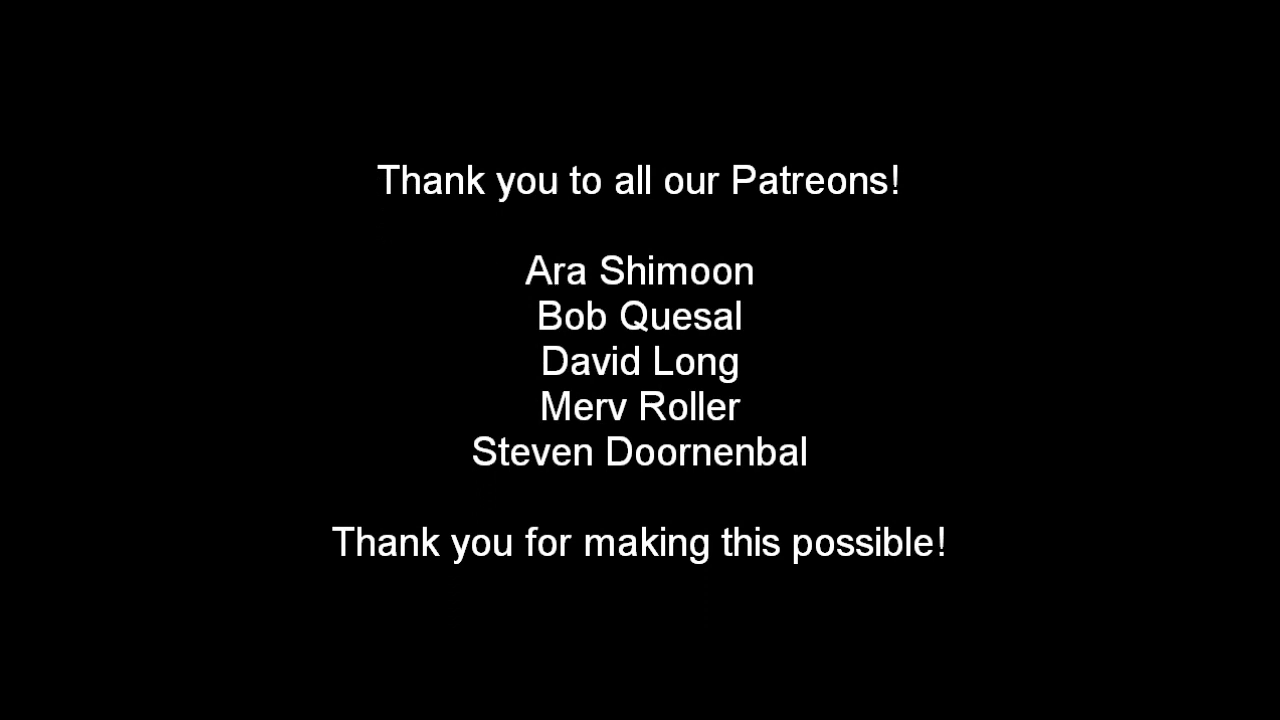 Thank you to all our Patreons!
Ara Shimoon
Bob Quesal
David Long
Merv Roller
Steven Doornenbal
Thank you for making this possible!